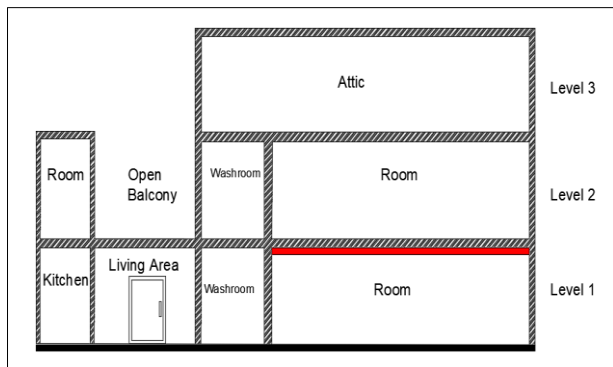 Attic
Level 3
Room
Open
Balcony
Washroom
Room
Level 2
Kitchen
Living Area
Washroom
Room
Level 1